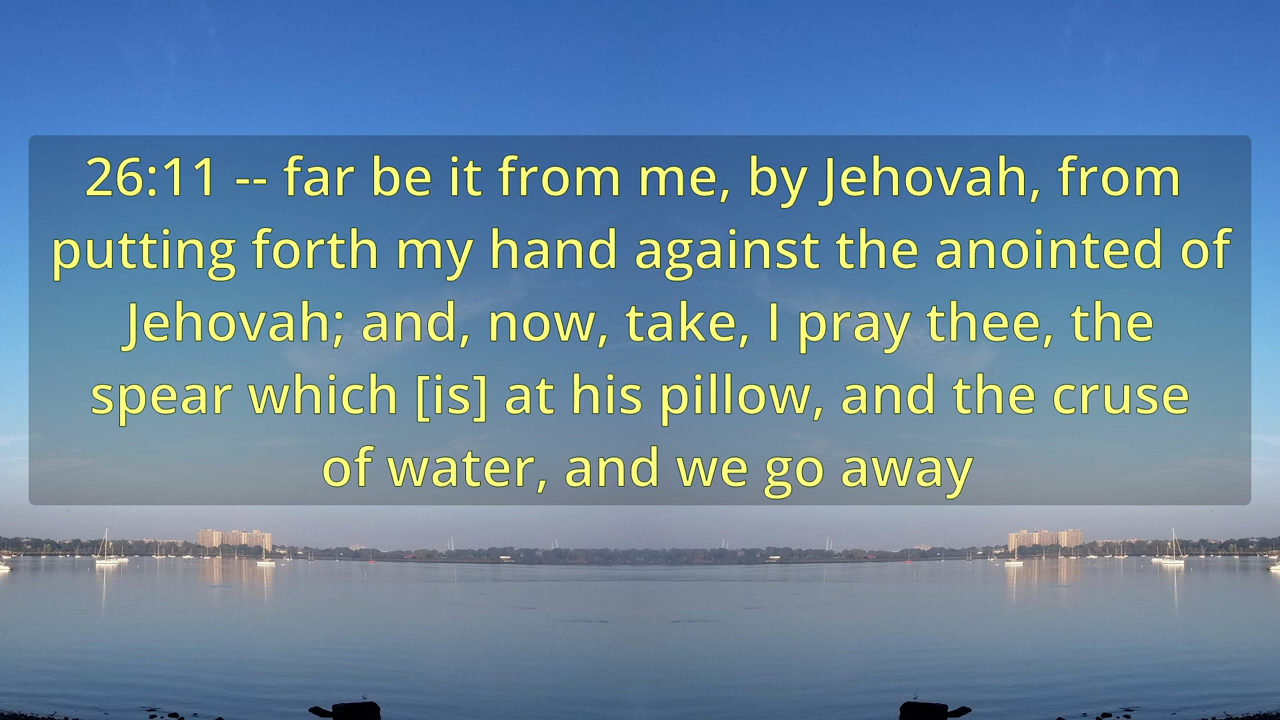 26:11 -- far be it from me, by Jehovah, from
putting forth my hand against the anointed of
Jehovah; and, now, take, I pray thee, the
spear which [is] at his pillow, and the cruse
of water, and we go away